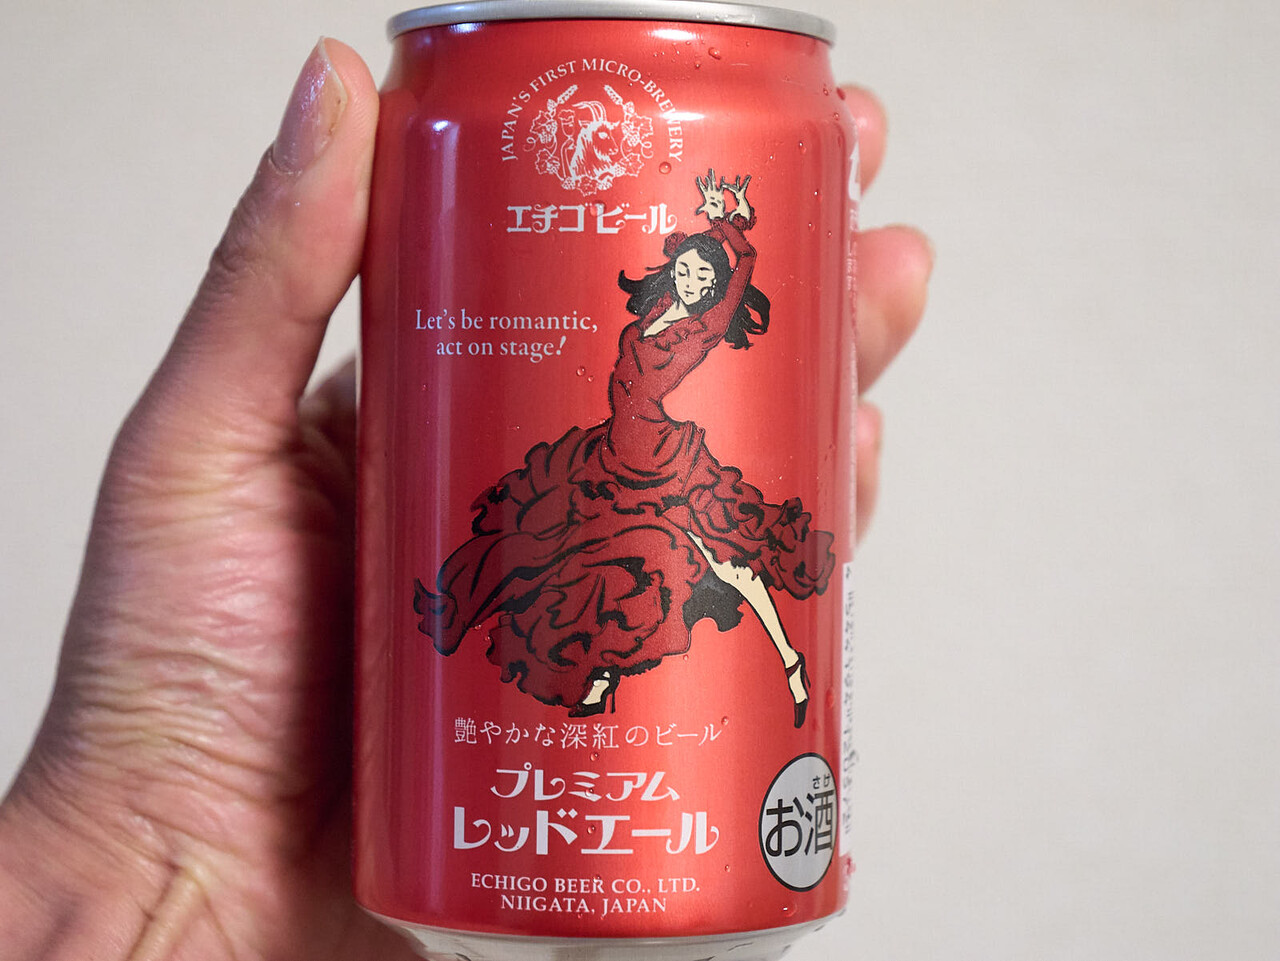 JAPAN'S FIRST MICRO-BREWERY
エチゴビール
Let's be romantic,
act on stage!
艶やかな深紅のビール
プレミアム
レッドエール
さけ
お酒
ECHIGO BEER CO., LTD.
NIIGATA, JAPAN